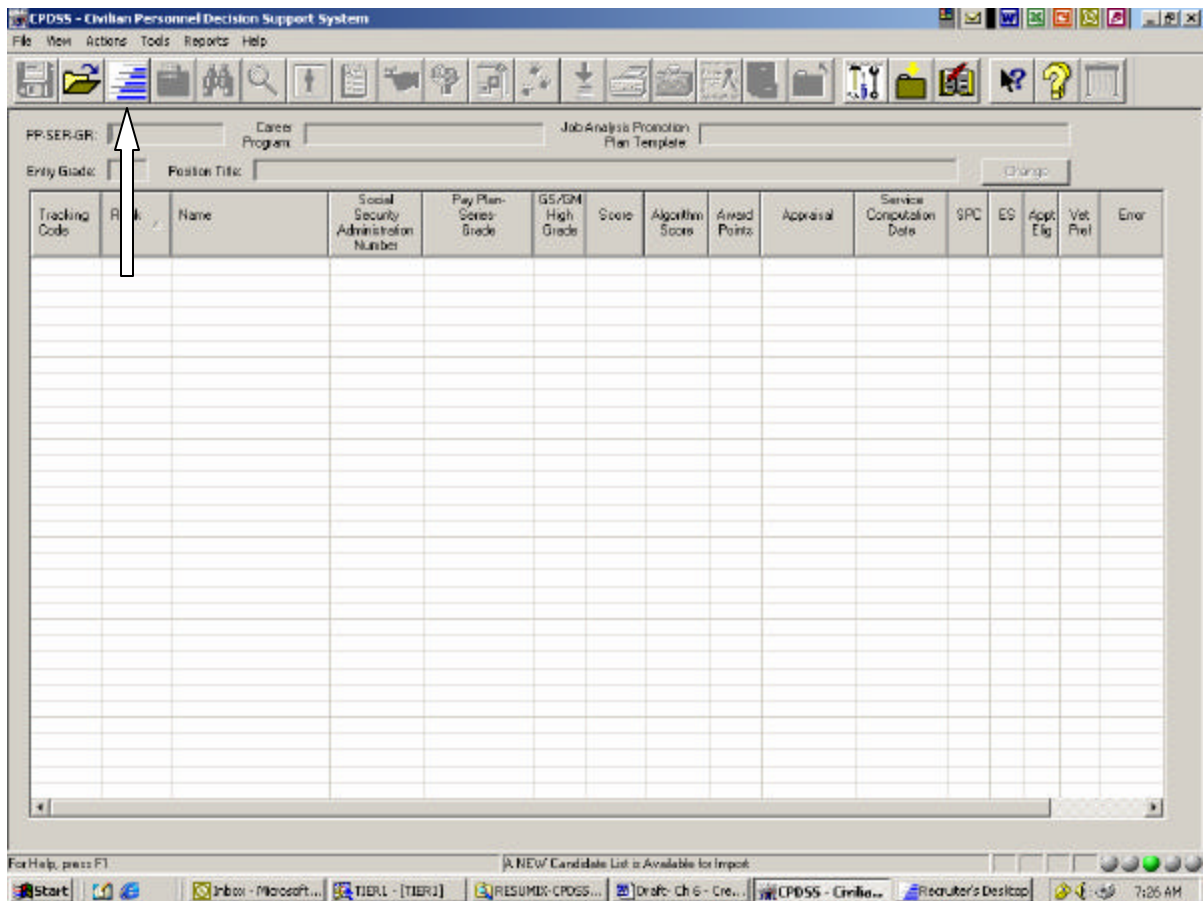 CPDSS - Civilian Personnel Decision Support System
File View Actions Tools Reports Help
PP-SER-GR: Career Program: Job Analysis Promotion Plan Template:
Entry Grade: Position Title: Change
Tracking Code Name Social Security Administration Number Pay Plan-Series-Grade GS/GM High Grade Score Algorithm Score Award Points Appraisal Service Computation Date SPC ES Appt Elig Vet Pref Error
For Help, press F1 A NEW Candidate List is Available for Import
Start Inbox - Microsoft... TIER1 - [TIER1] RESUMIX-CPDSS... Draft- Ch 6 - Cre... CPDSS - Civilia... Recruiter's Desktop 7:26 AM